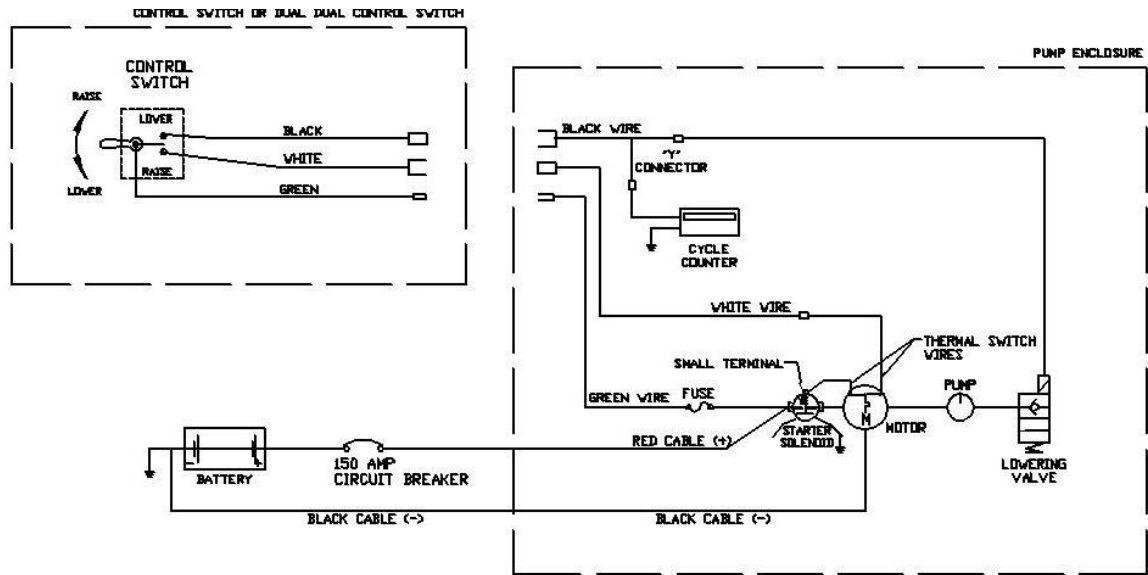 CONTROL SWITCH OR DUAL DUAL CONTROL SWITCH
PUMP ENCLOSURE
CONTROL
SWITCH
RAISE
LOWER
LOWER
RAISE
BLACK
WHITE
GREEN
BLACK WIRE
"Y"
CONNECTOR
CYCLE
COUNTER
WHITE WIRE
THERMAL SWITCH
WIRES
SMALL TERMINAL
GREEN WIRE
FUSE
PUMP
M
MOTOR
STARTER
SOLENOID
RED CABLE (+)
LOWERING
VALVE
- +
BATTERY
150 AMP
CIRCUIT BREAKER
BLACK CABLE (-)
BLACK CABLE (-)